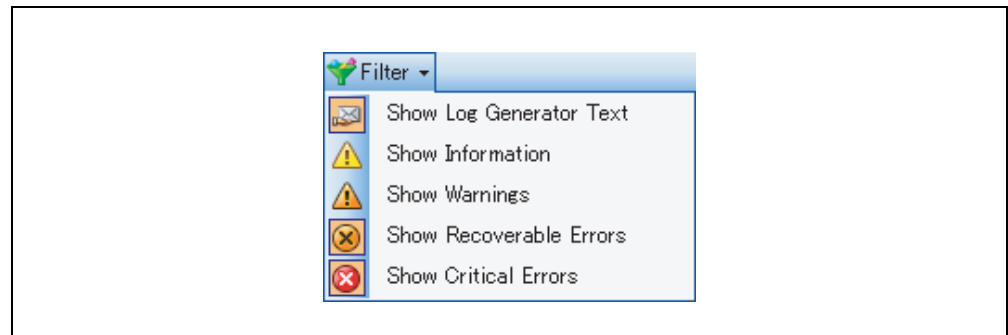 Filter
Show Log Generator Text
Show Information
Show Warnings
Show Recoverable Errors
Show Critical Errors